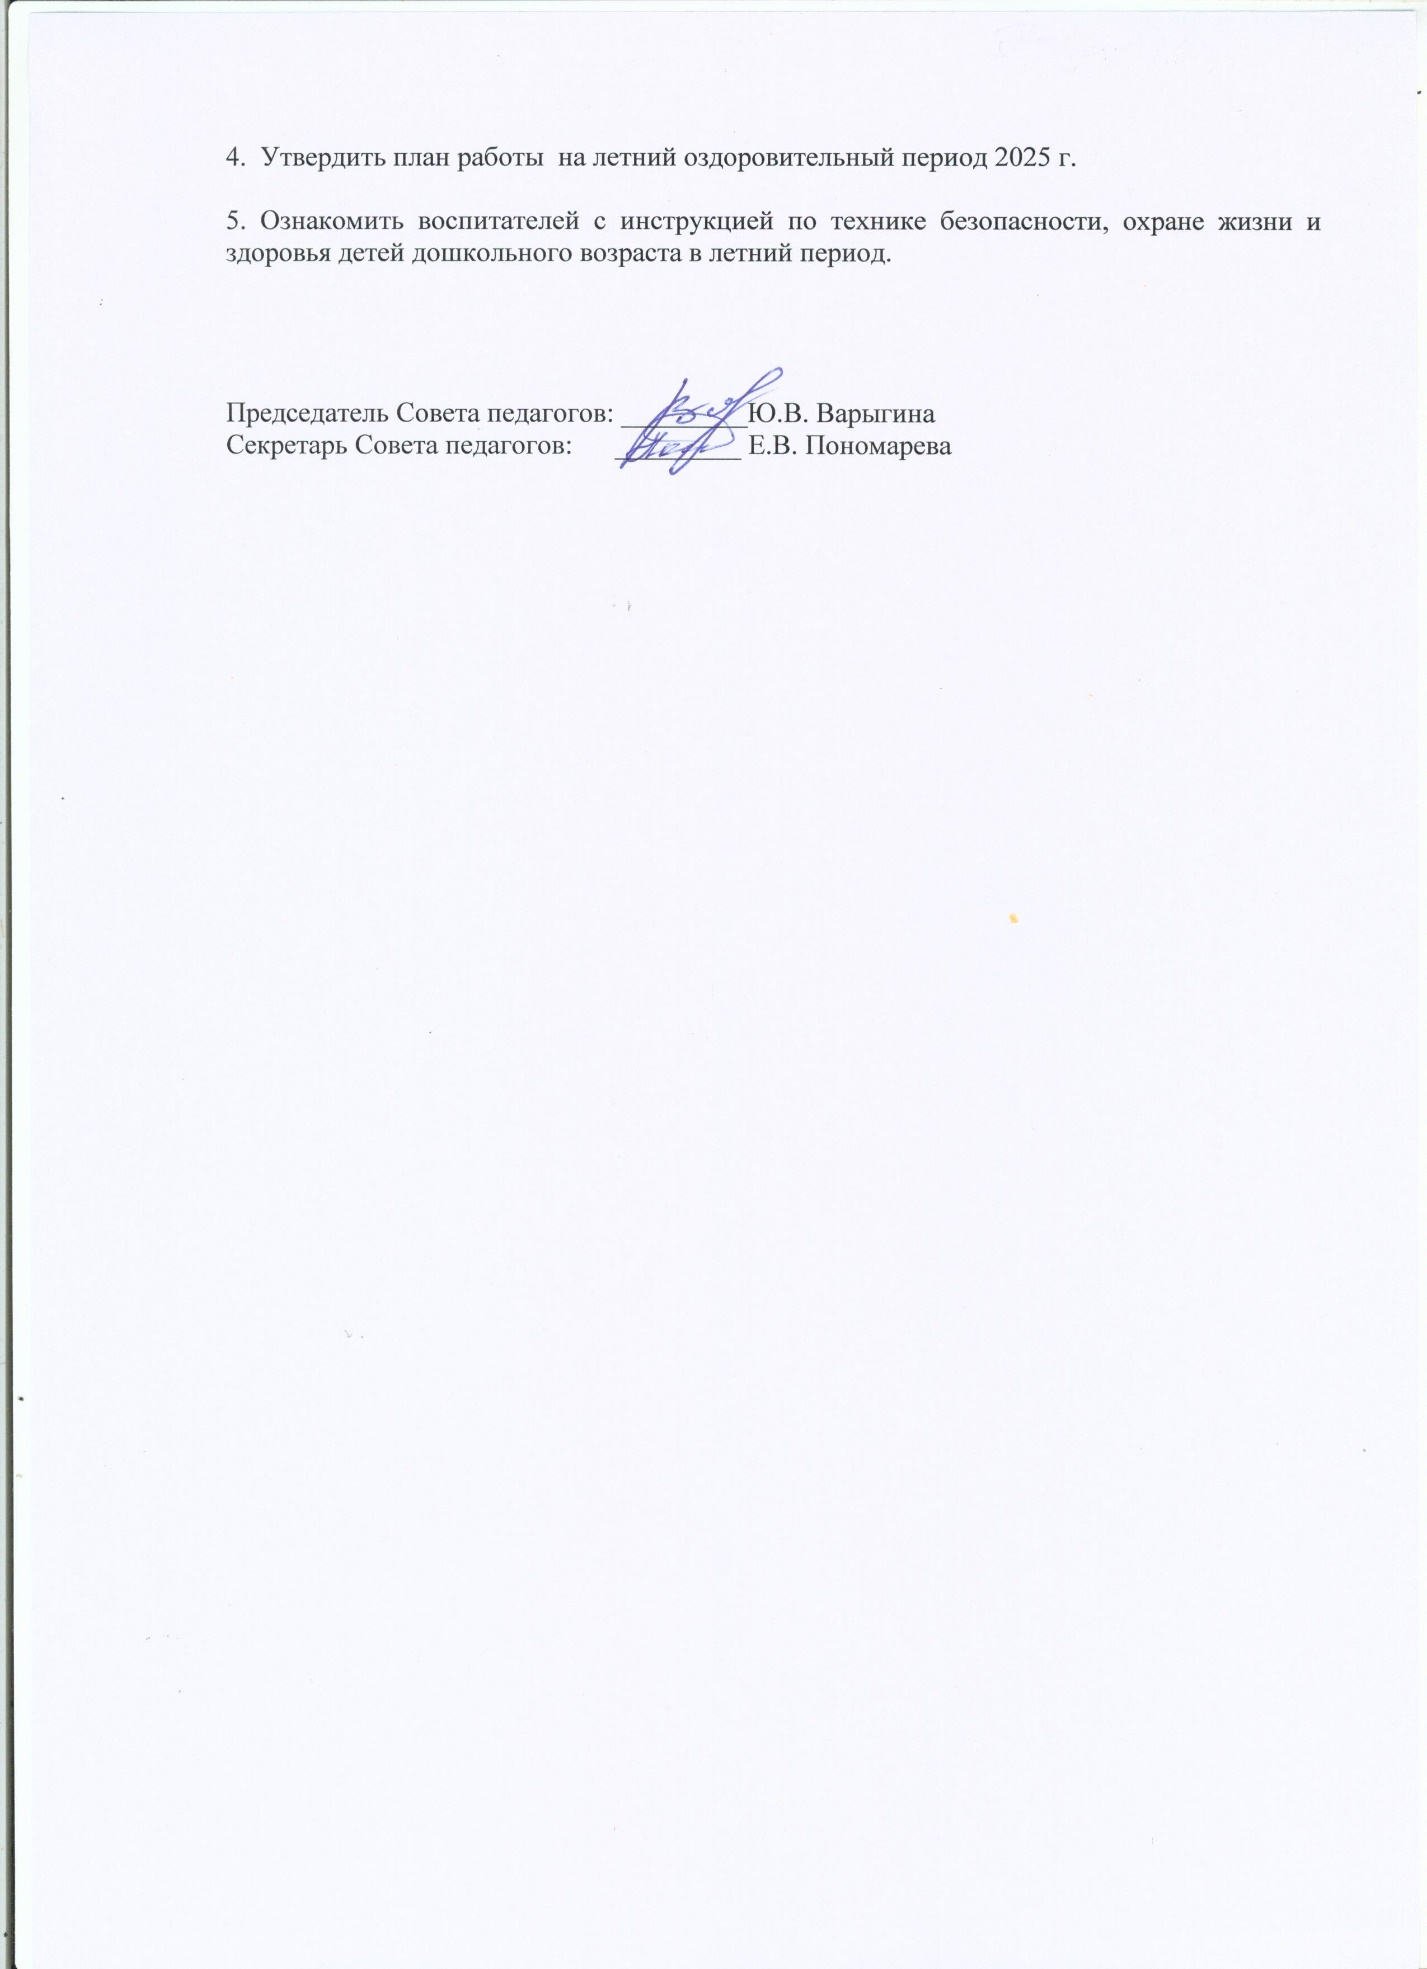 4. Утвердить план работы на летний оздоровительный период 2025 г.
5. Ознакомить воспитателей с инструкцией по технике безопасности, охране жизни и
здоровья детей дошкольного возраста в летний период.
Председатель Совета педагогов: _________Ю.В. Варыгина
Секретарь Совета педагогов: _________ Е.В. Пономарева